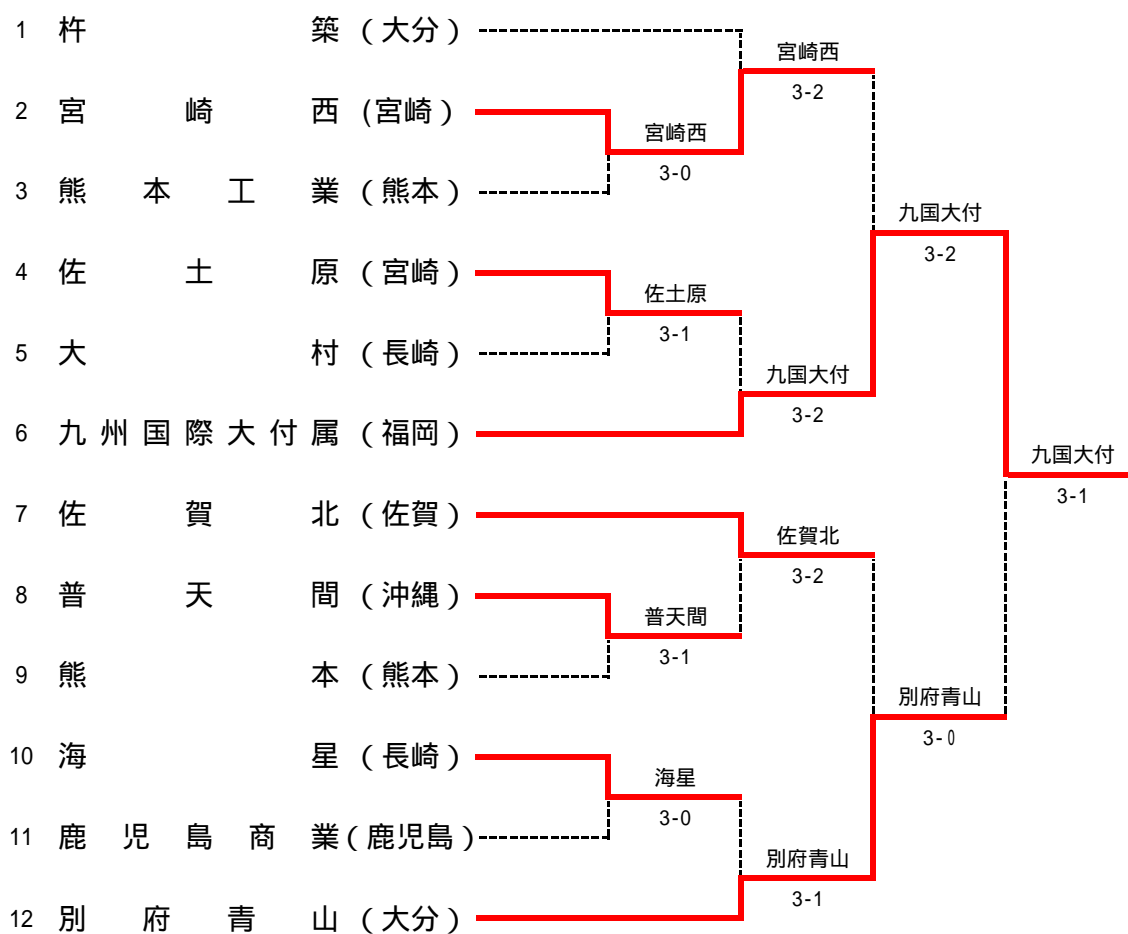 1 杵築（大分）
宮崎西
3-2
2 宮崎西（宮崎）
宮崎西
3-0
3 熊本工業（熊本）
九国大付
3-2
4 佐土原（宮崎）
佐土原
3-1
5 大村（長崎）
九国大付
3-2
6 九州国際大付属（福岡）
九国大付
3-1
7 佐賀北（佐賀）
佐賀北
3-2
8 普天間（沖縄）
普天間
3-1
9 熊本（熊本）
別府青山
3-0
10 海星（長崎）
海星
3-0
11 鹿児島商業（鹿児島）
別府青山
3-1
12 別府青山（大分）